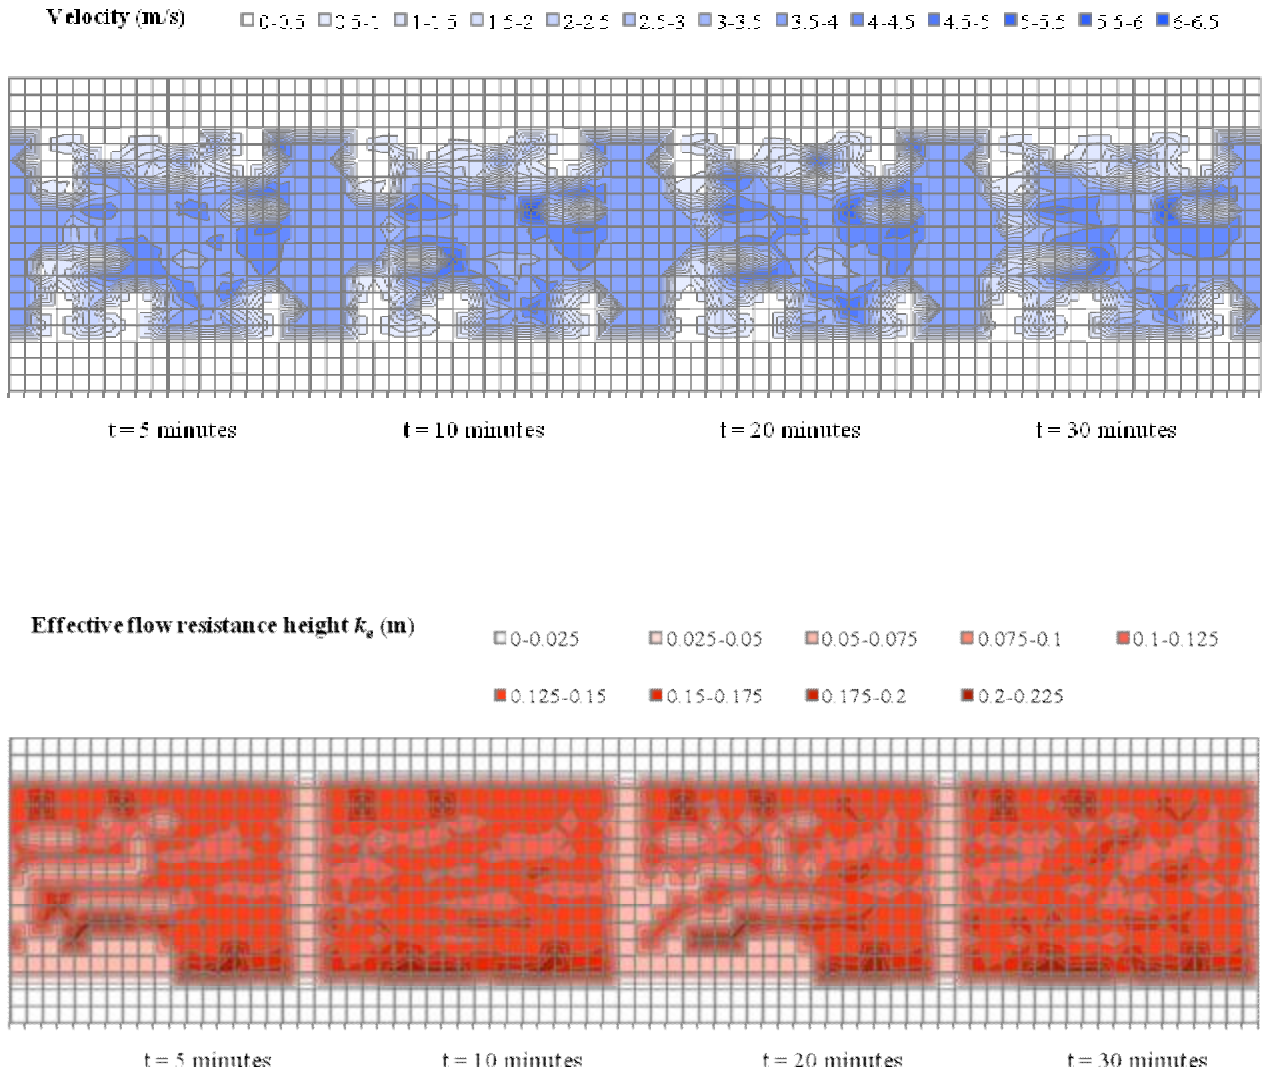 Velocity (m/s) 0-0.5 0.5-1 1-1.5 1.5-2 2-2.5 2.5-3 3-3.5 3.5-4 4-4.5 4.5-5 5-5.5 5.5-6 6-6.5
t = 5 minutes t = 10 minutes t = 20 minutes t = 30 minutes
Effective flow resistance height kₑ (m)
0-0.025 0.025-0.05 0.05-0.075 0.075-0.1 0.1-0.125
0.125-0.15 0.15-0.175 0.175-0.2 0.2-0.225
t = 5 minutes t = 10 minutes t = 20 minutes t = 30 minutes